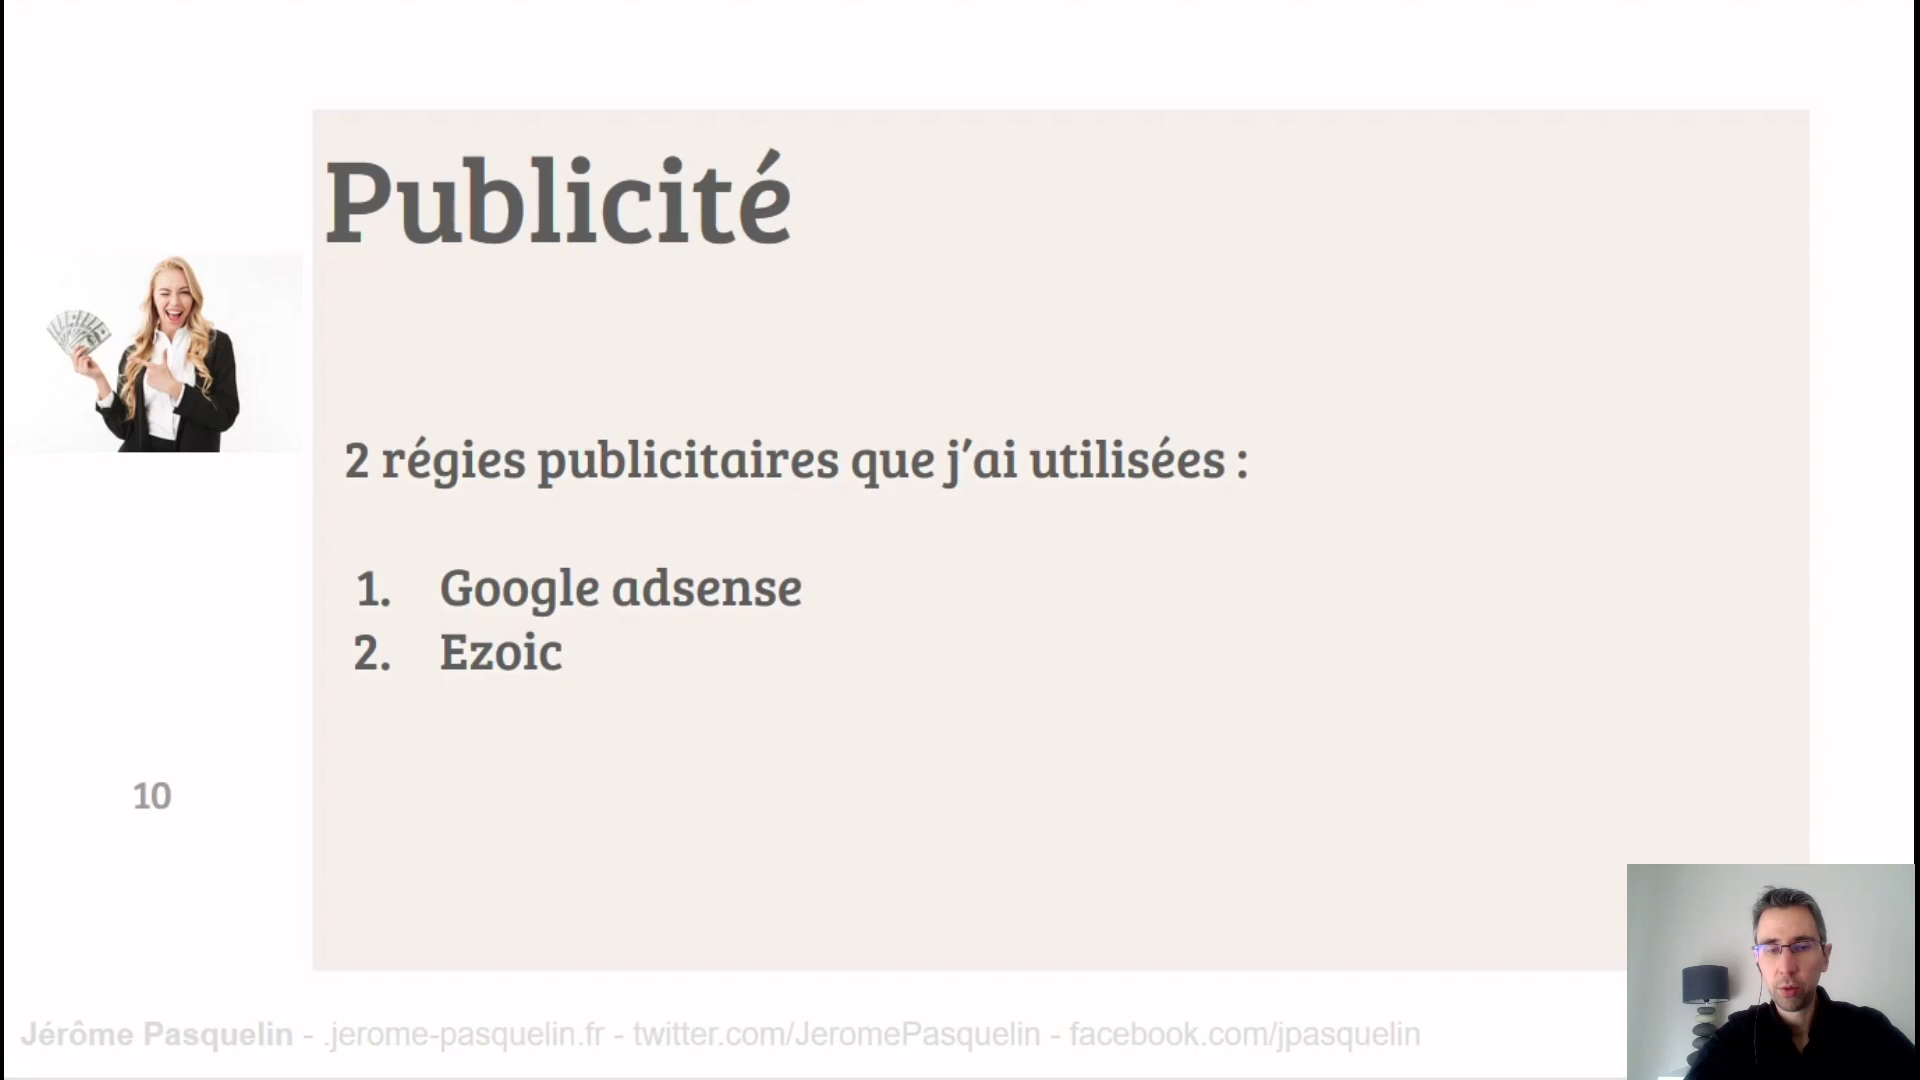 Publicité
2 régies publicitaires que j’ai utilisées :
1. Google adsense
2. Ezoic
10
Jérôme Pasquelin - .jerome-pasquelin.fr - twitter.com/JeromePasquelin - facebook.com/jpasquelin